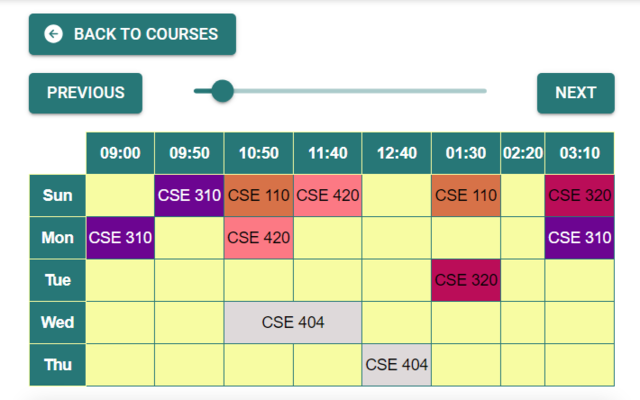 BACK TO COURSES
PREVIOUS NEXT
09:00 09:50 10:50 11:40 12:40 01:30 02:20 03:10
Sun CSE 310 CSE 110 CSE 420 CSE 110 CSE 320
Mon CSE 310 CSE 420 CSE 310
Tue CSE 320
Wed CSE 404
Thu CSE 404